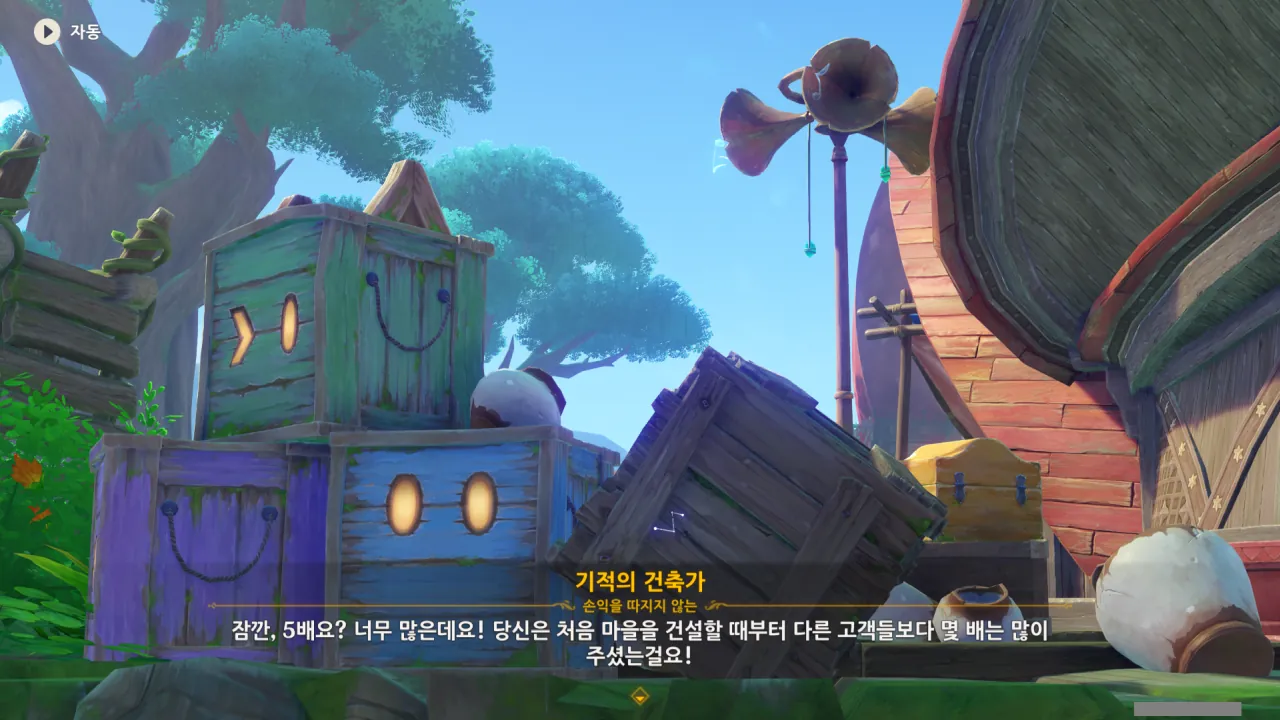 자동
기적의 건축가
손익을 따지지 않는
잠깐, 5배요? 너무 많은데요! 당신은 처음 마을을 건설할 때부터 다른 고객들보다 몇 배는 많이
주셨는걸요!